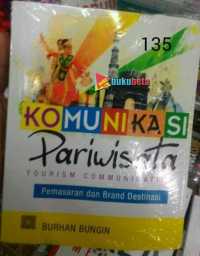 135
bukubeta
KOMUNIKASI
Pariwisata
TOURISM COMMUNICATION
Pemasaran dan Brand Destinasi
BURHAN BUNGIN